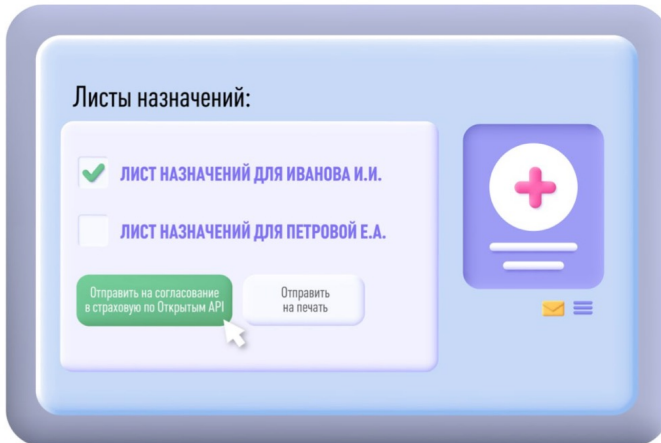 Листы назначений:
ЛИСТ НАЗНАЧЕНИЙ ДЛЯ ИВАНОВА И.И.
ЛИСТ НАЗНАЧЕНИЙ ДЛЯ ПЕТРОВОЙ Е.А.
Отправить на согласование
в страховую по Открытым API
Отправить
на печать